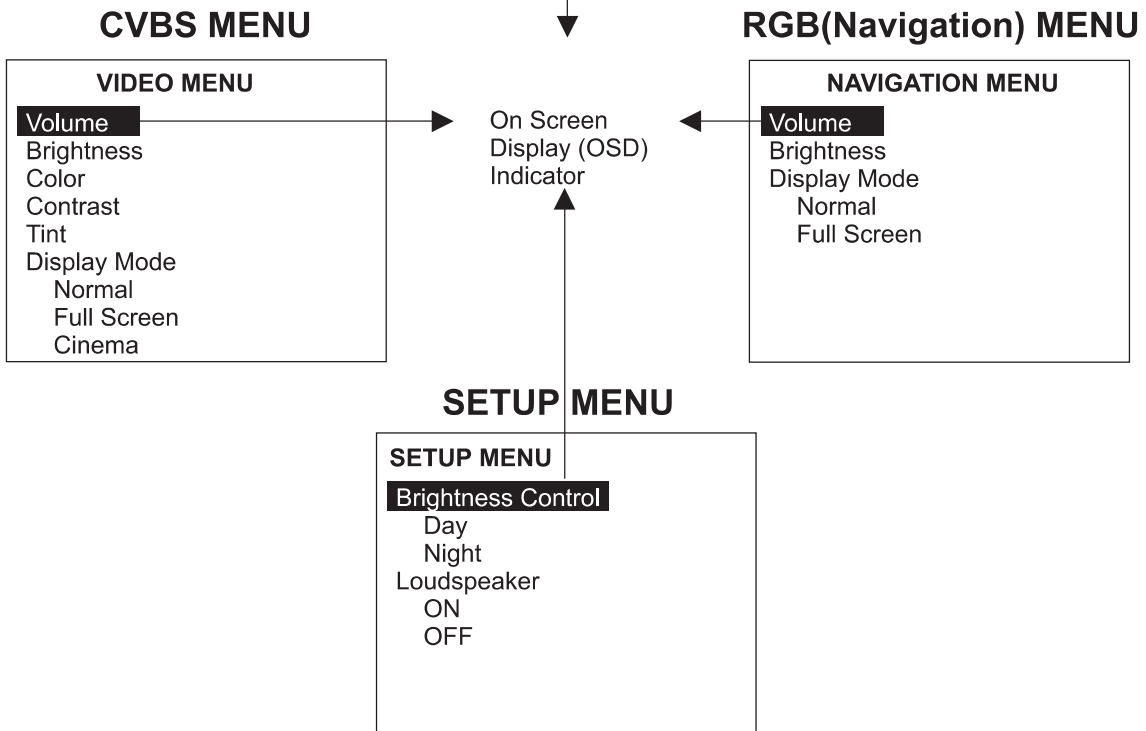 CVBS MENU
VIDEO MENU
Volume
Brightness
Color
Contrast
Tint
Display Mode
Normal
Full Screen
Cinema
On Screen
Display (OSD)
Indicator
RGB(Navigation) MENU
NAVIGATION MENU
Volume
Brightness
Display Mode
Normal
Full Screen
SETUP MENU
SETUP MENU
Brightness Control
Day
Night
Loudspeaker
ON
OFF